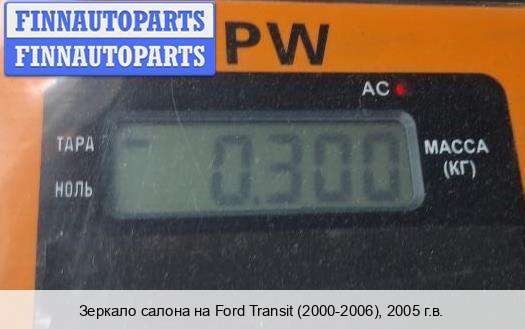 FINNAUTOPARTS
FINNAUTOPARTS
PW
AC
ТАРА
0.300
МАССА
(КГ)
НОЛЬ
Зеркало салона на Ford Transit (2000-2006), 2005 г.в.